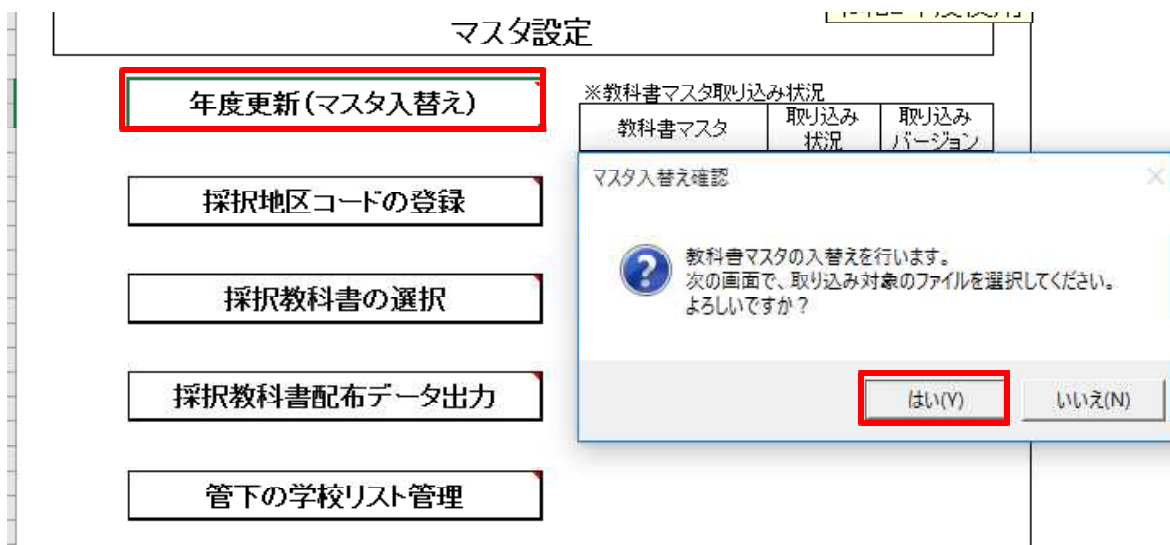 マスタ設定
年度更新(マスタ入替え)
※教科書マスタ取り込み状況
教科書マスタ
取り込み
状況
取り込み
バージョン
マスタ入替え確認
教科書マスタの入替えを行います。
次の画面で、取り込み対象のファイルを選択してください。
よろしいですか？
はい(Y)
いいえ(N)
採択地区コードの登録
採択教科書の選択
採択教科書配布データ出力
管下の学校リスト管理